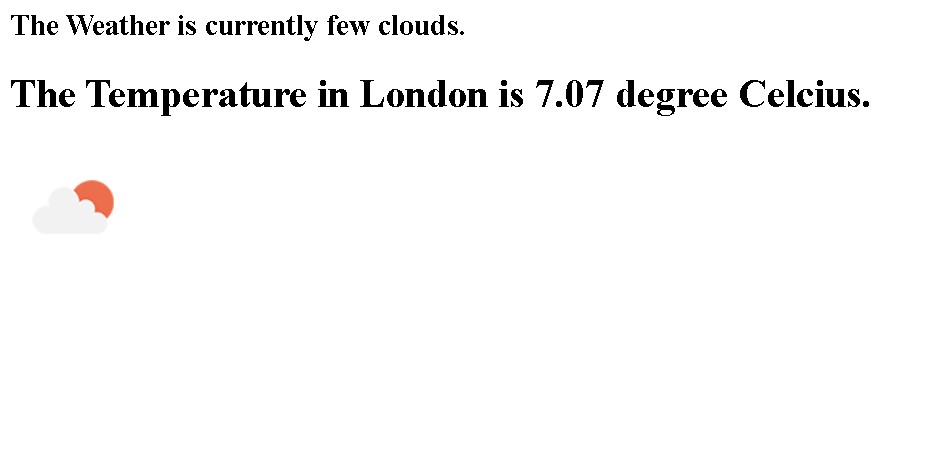 The Weather is currently few clouds.
The Temperature in London is 7.07 degree Celcius.